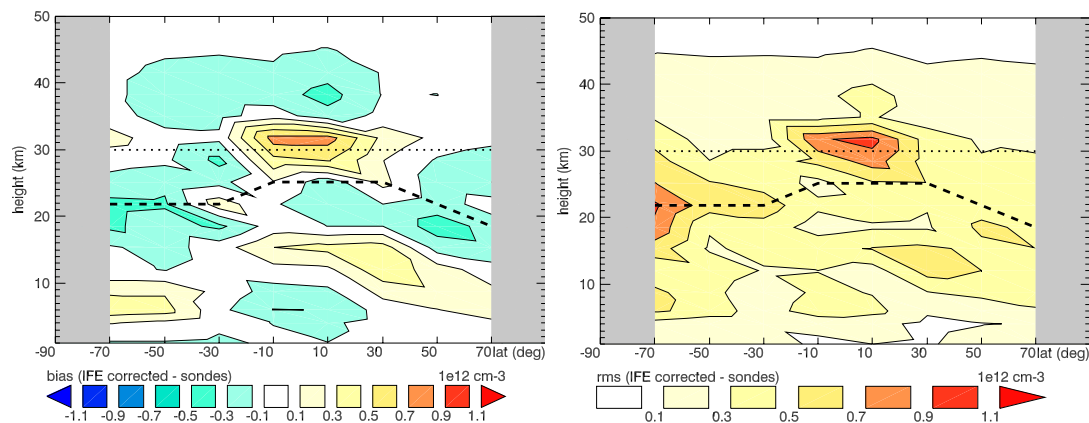 50
40
30
20
10
height (km)
-90 -70 -50 -30 -10 10 30 50 70 lat (deg)
bias (IFE corrected - sondes) 1e12 cm-3
-1.1 -0.9 -0.7 -0.5 -0.3 -0.1 0.1 0.3 0.5 0.7 0.9 1.1
50
40
30
20
10
height (km)
-90 -70 -50 -30 -10 10 30 50 70 lat (deg)
rms (IFE corrected - sondes) 1e12 cm-3
0.1 0.3 0.5 0.7 0.9 1.1